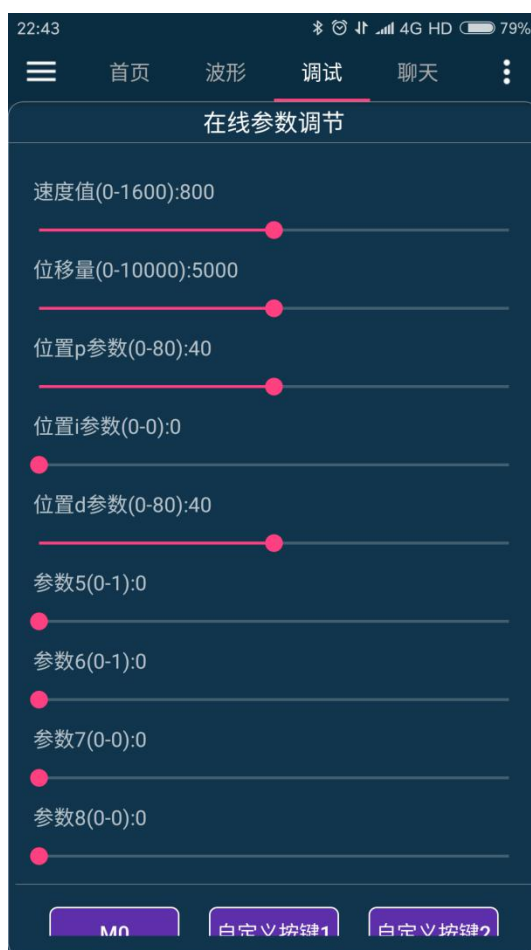 22:43 4G HD 79%
首页 波形 调试 聊天
在线参数调节
速度值(0-1600):800
位移量(0-10000):5000
位置p参数(0-80):40
位置i参数(0-0):0
位置d参数(0-80):40
参数5(0-1):0
参数6(0-1):0
参数7(0-0):0
参数8(0-0):0
M0 自定义按键1 自定义按键2